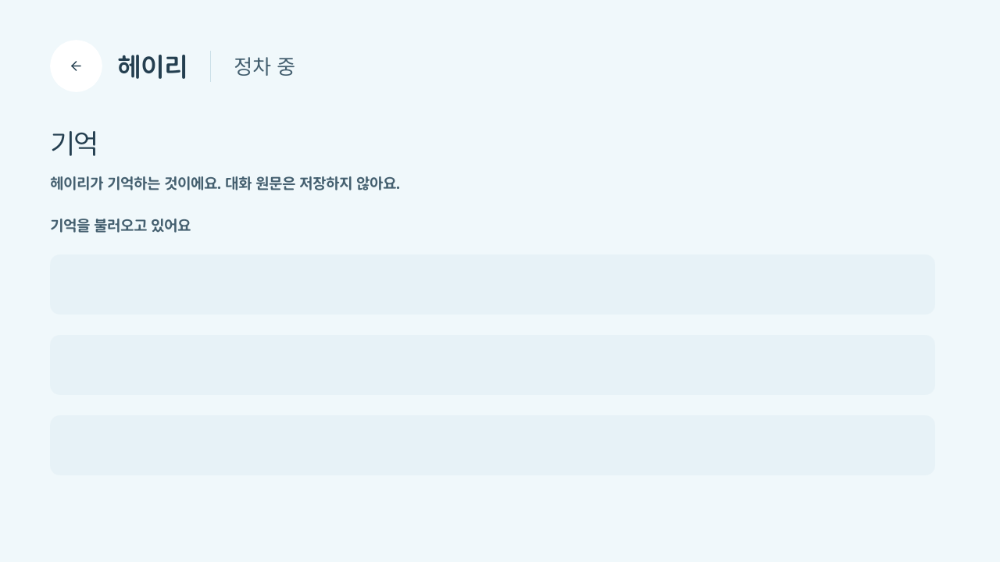 헤이리
정차 중
기억
헤이리가 기억하는 것이에요. 대화 원문은 저장하지 않아요.
기억을 불러오고 있어요